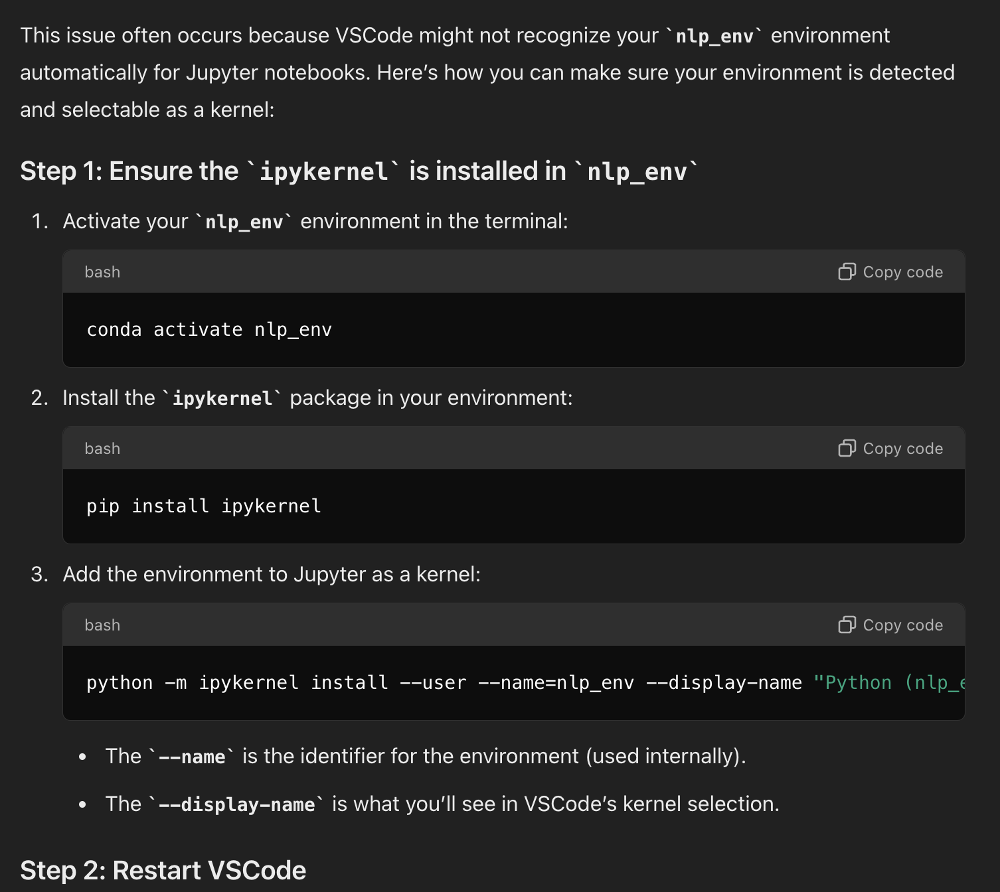 This issue often occurs because VSCode might not recognize your `nlp_env` environment
automatically for Jupyter notebooks. Here’s how you can make sure your environment is detected
and selectable as a kernel:
Step 1: Ensure the `ipykernel` is installed in `nlp_env`
1. Activate your `nlp_env` environment in the terminal:
bash Copy code
conda activate nlp_env
2. Install the `ipykernel` package in your environment:
bash Copy code
pip install ipykernel
3. Add the environment to Jupyter as a kernel:
bash Copy code
python -m ipykernel install --user --name=nlp_env --display-name "Python (nlp_e
• The `--name` is the identifier for the environment (used internally).
• The `--display-name` is what you’ll see in VSCode’s kernel selection.
Step 2: Restart VSCode